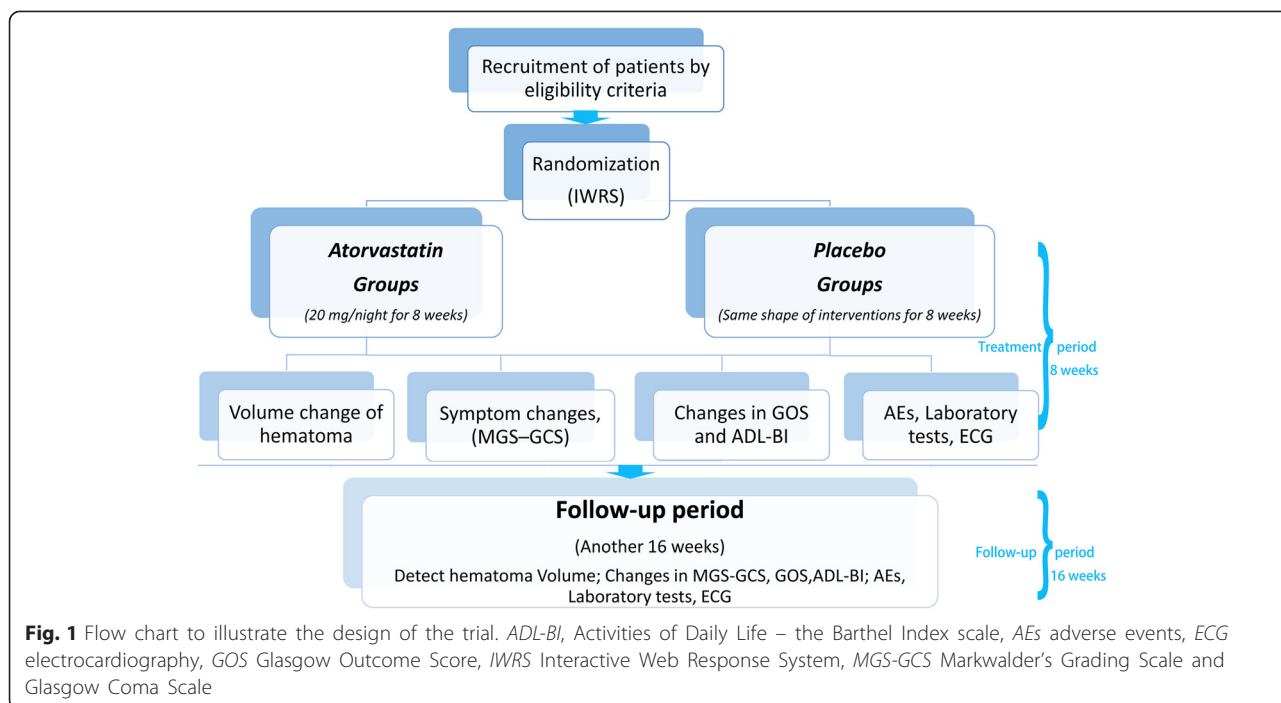 Recruitment of patients by
eligibility criteria
Randomization
(IWRS)
Atorvastatin
Groups
(20 mg/night for 8 weeks)
Placebo
Groups
(Same shape of interventions for 8 weeks)
Treatment period
8 weeks
Volume change of
hematoma
Symptom changes,
(MGS–GCS)
Changes in GOS
and ADL-BI
AEs, Laboratory
tests, ECG
Follow-up period
(Another 16 weeks)
Detect hematoma Volume; Changes in MGS-GCS, GOS,ADL-BI; AEs,
Laboratory tests, ECG
Follow-up period
16 weeks
Fig. 1 Flow chart to illustrate the design of the trial. ADL-BI, Activities of Daily Life – the Barthel Index scale, AEs adverse events, ECG
electrocardiography, GOS Glasgow Outcome Score, IWRS Interactive Web Response System, MGS-GCS Markwalder's Grading Scale and
Glasgow Coma Scale